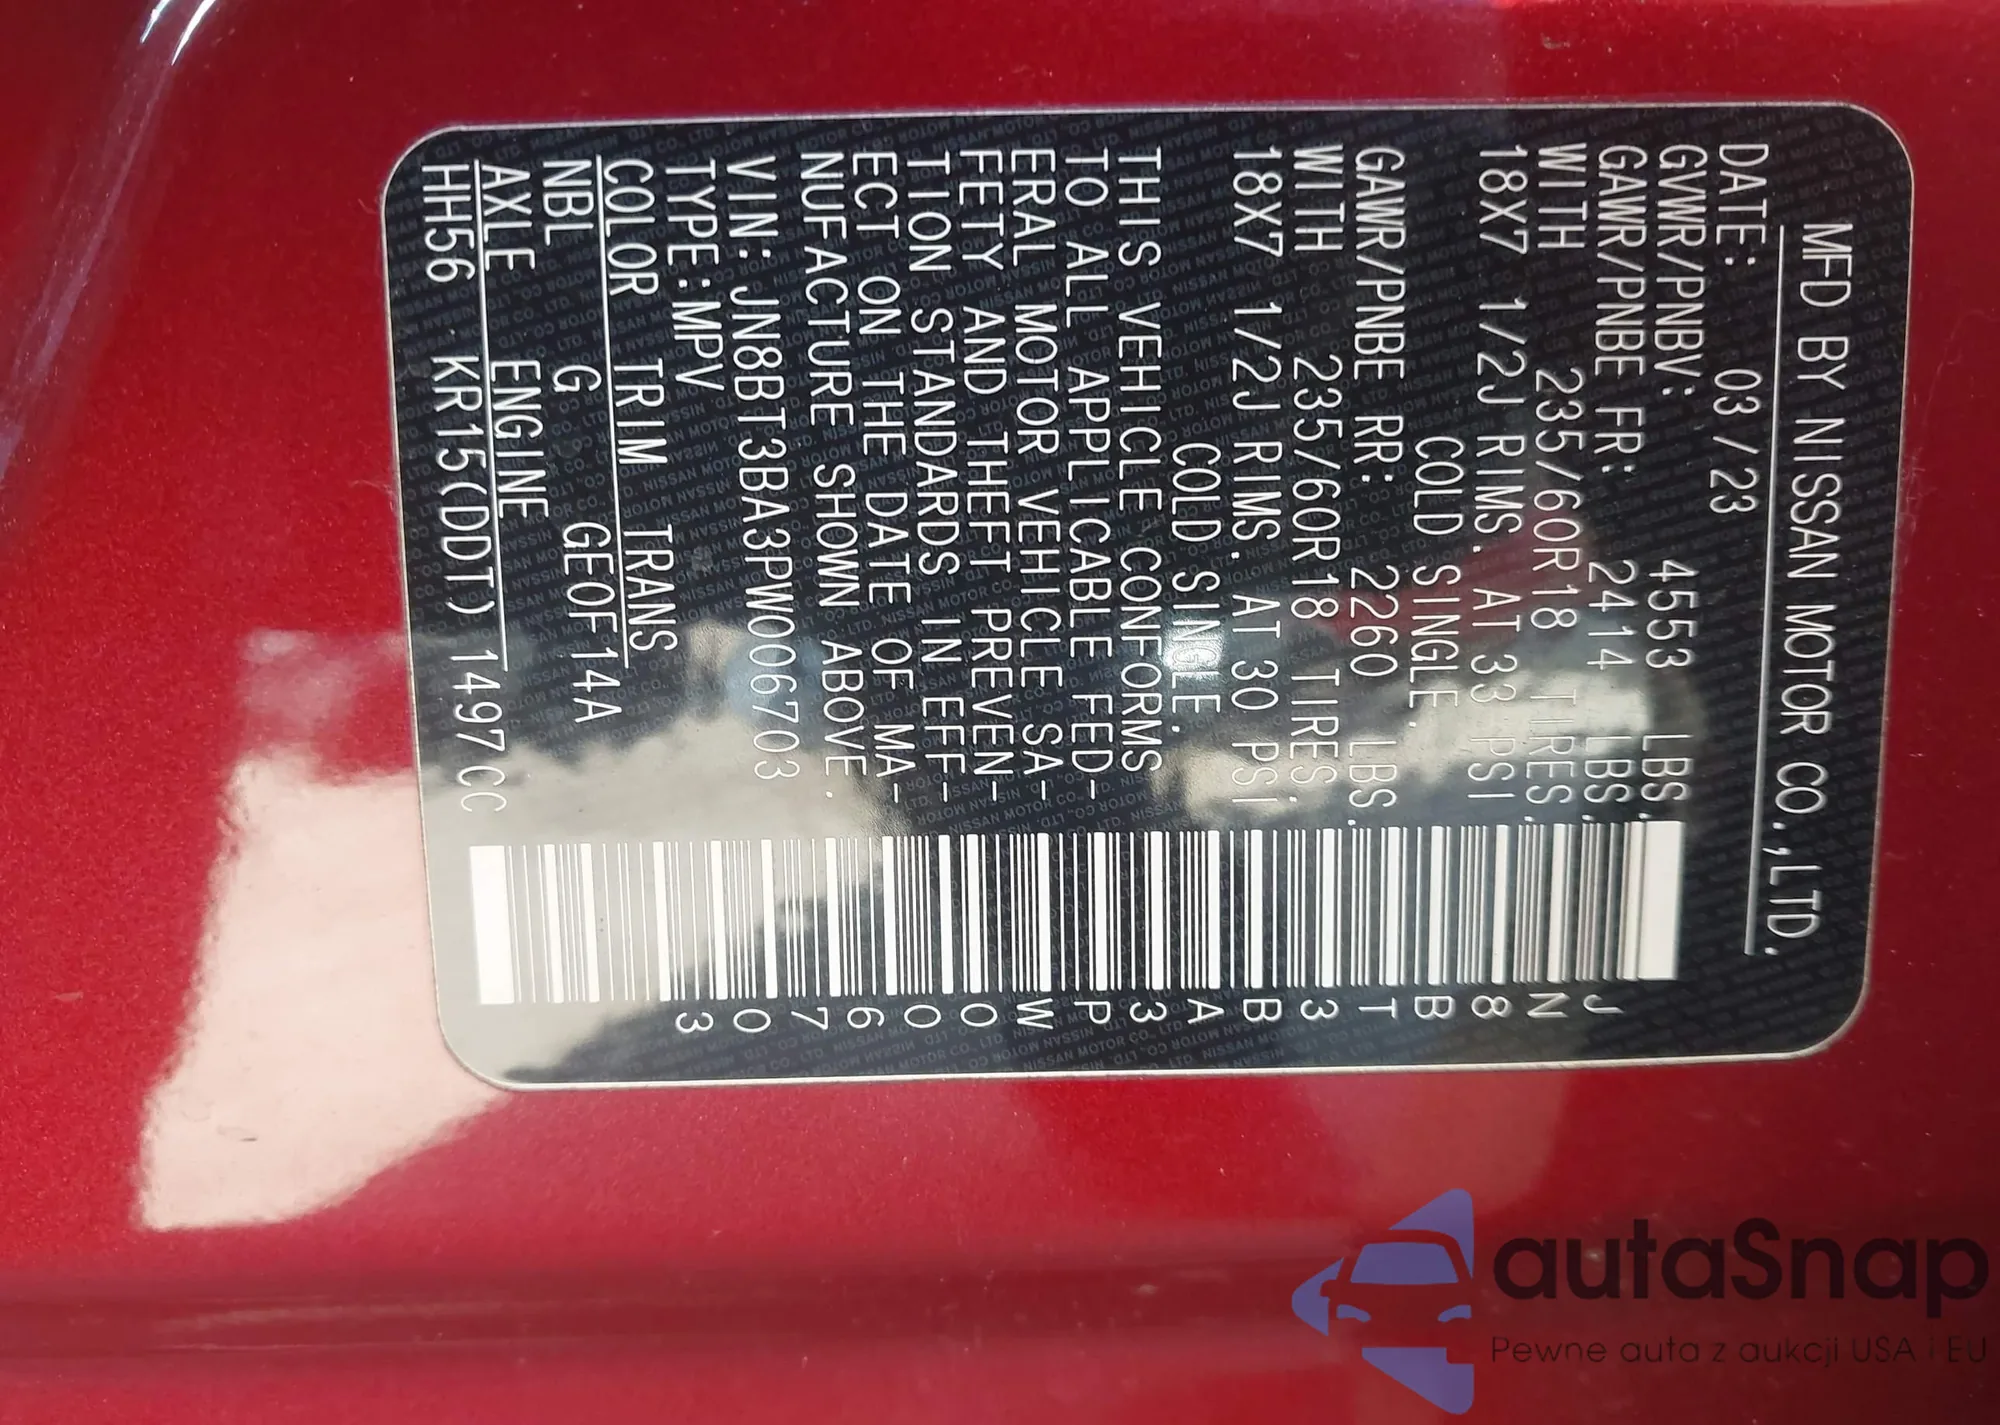 MFD BY NISSAN MOTOR CO.,LTD.
DATE: 03/23
GVWR/PNBV: 4553 LBS.
GAWR/PNBE FR: 2414 LBS.
WITH 235/60R18 TIRES.
18X7 1/2J RIMS.AT 33 PSI
COLD SINGLE.
GAWR/PNBE RR: 2260 LBS.
WITH 235/60R18 TIRES.
18X7 1/2J RIMS.AT 30 PSI
COLD SINGLE.
THIS VEHICLE CONFORMS
TO ALL APPLICABLE FED-
ERAL MOTOR VEHICLE SA-
FETY AND THEFT PREVEN-
TION STANDARDS IN EFF-
ECT ON THE DATE OF MA-
NUFACTURE SHOWN ABOVE.
VIN: JN8BT3BA3PW006703
TYPE:MPV
COLOR TRIM TRANS
NBL G GE0F14A
AXLE ENGINE
HH56 KR15(DDT) 1497CC
JN8BT3BA3PW006703
autaSnap
Pewne auta z aukcji USA i EU